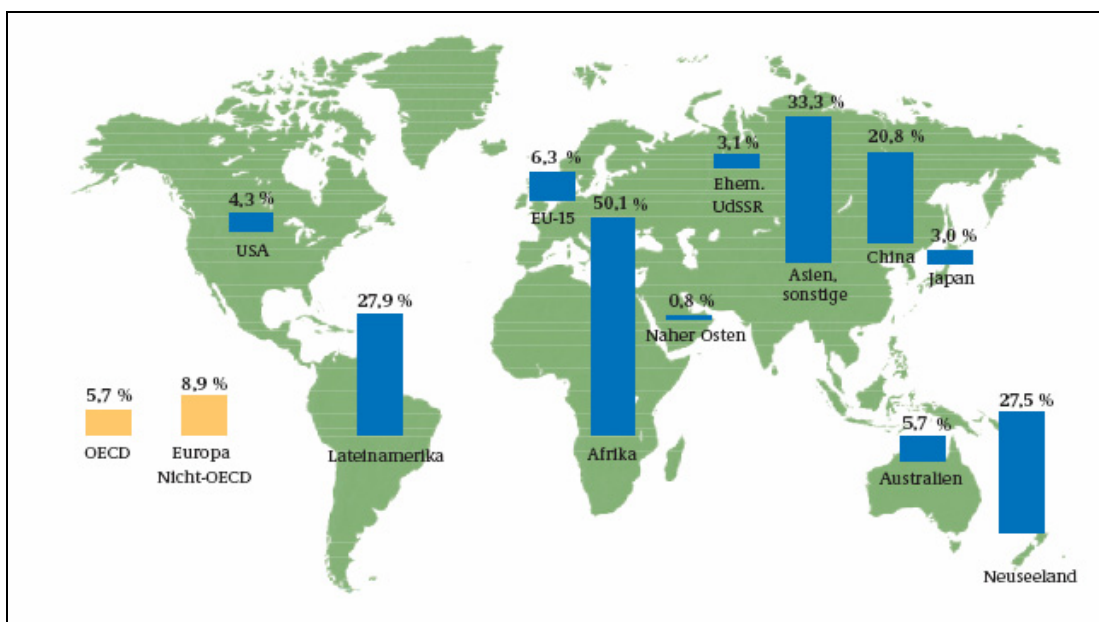 33,3 %
3,1 %
20,8 %
6,3 %
Ehem.
UdSSR
4,3 %
50,1 %
EU-15
USA
China
3,0 %
Japan
Asien,
sonstige
27,9 %
0,8 %
Naher Osten
5,7 %
8,9 %
27,5 %
5,7 %
OECD
Europa
Nicht-OECD
Lateinamerika
Afrika
Australien
Neuseeland